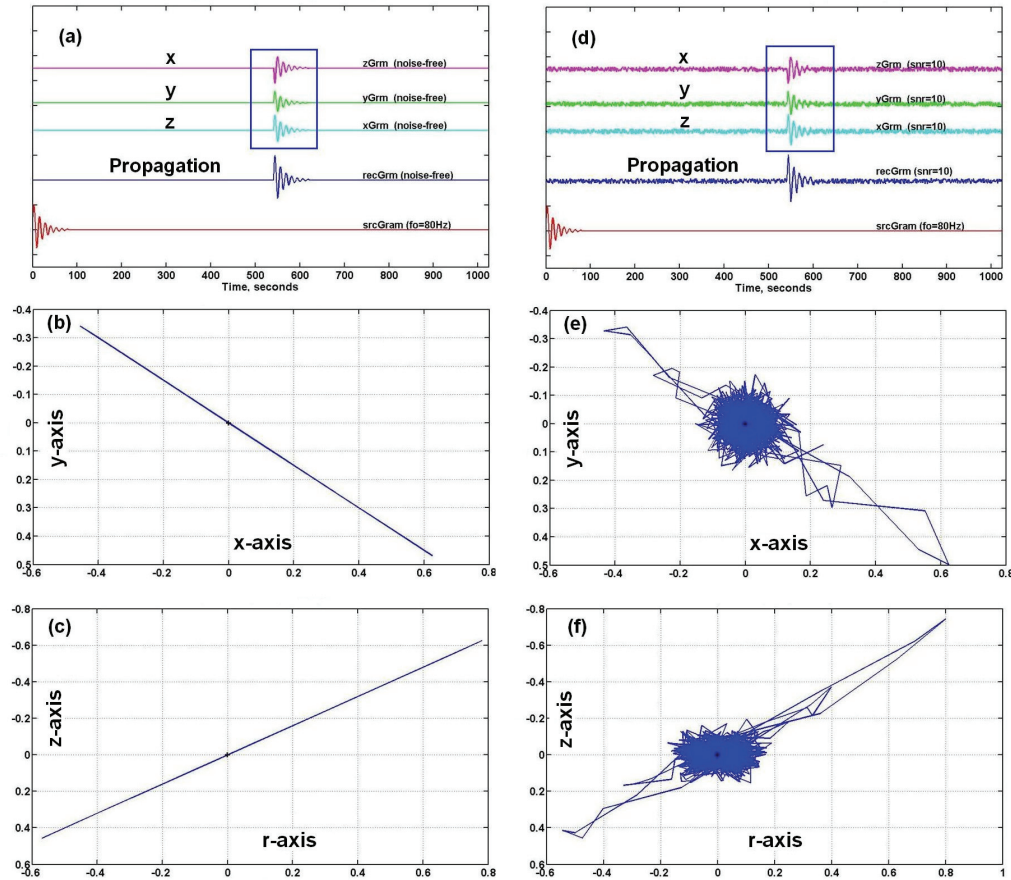 (a)
x
zGrm (noise-free)
y
yGrm (noise-free)
z
xGrm (noise-free)
Propagation
recGrm (noise-free)
srcGram (fo=80Hz)
0 100 200 300 400 500 600 700 800 900 1000
Time, seconds
(d)
x
zGrm (snr=10)
y
yGrm (snr=10)
z
xGrm (snr=10)
Propagation
recGrm (snr=10)
srcGram (fo=80Hz)
0 100 200 300 400 500 600 700 800 900 1000
Time, seconds
(b)
y-axis
-0.4
-0.3
-0.2
-0.1
0
0.1
0.2
0.3
0.4
0.5
x-axis
-0.6 -0.4 -0.2 0 0.2 0.4 0.6 0.8
(e)
y-axis
-0.4
-0.3
-0.2
-0.1
0
0.1
0.2
0.3
0.4
0.5
x-axis
-0.6 -0.4 -0.2 0 0.2 0.4 0.6 0.8
(c)
z-axis
-0.8
-0.6
-0.4
-0.2
0
0.2
0.4
0.6
r-axis
-0.6 -0.4 -0.2 0 0.2 0.4 0.6 0.8
(f)
z-axis
-0.8
-0.6
-0.4
-0.2
0
0.2
0.4
0.6
r-axis
-0.6 -0.4 -0.2 0 0.2 0.4 0.6 0.8 1